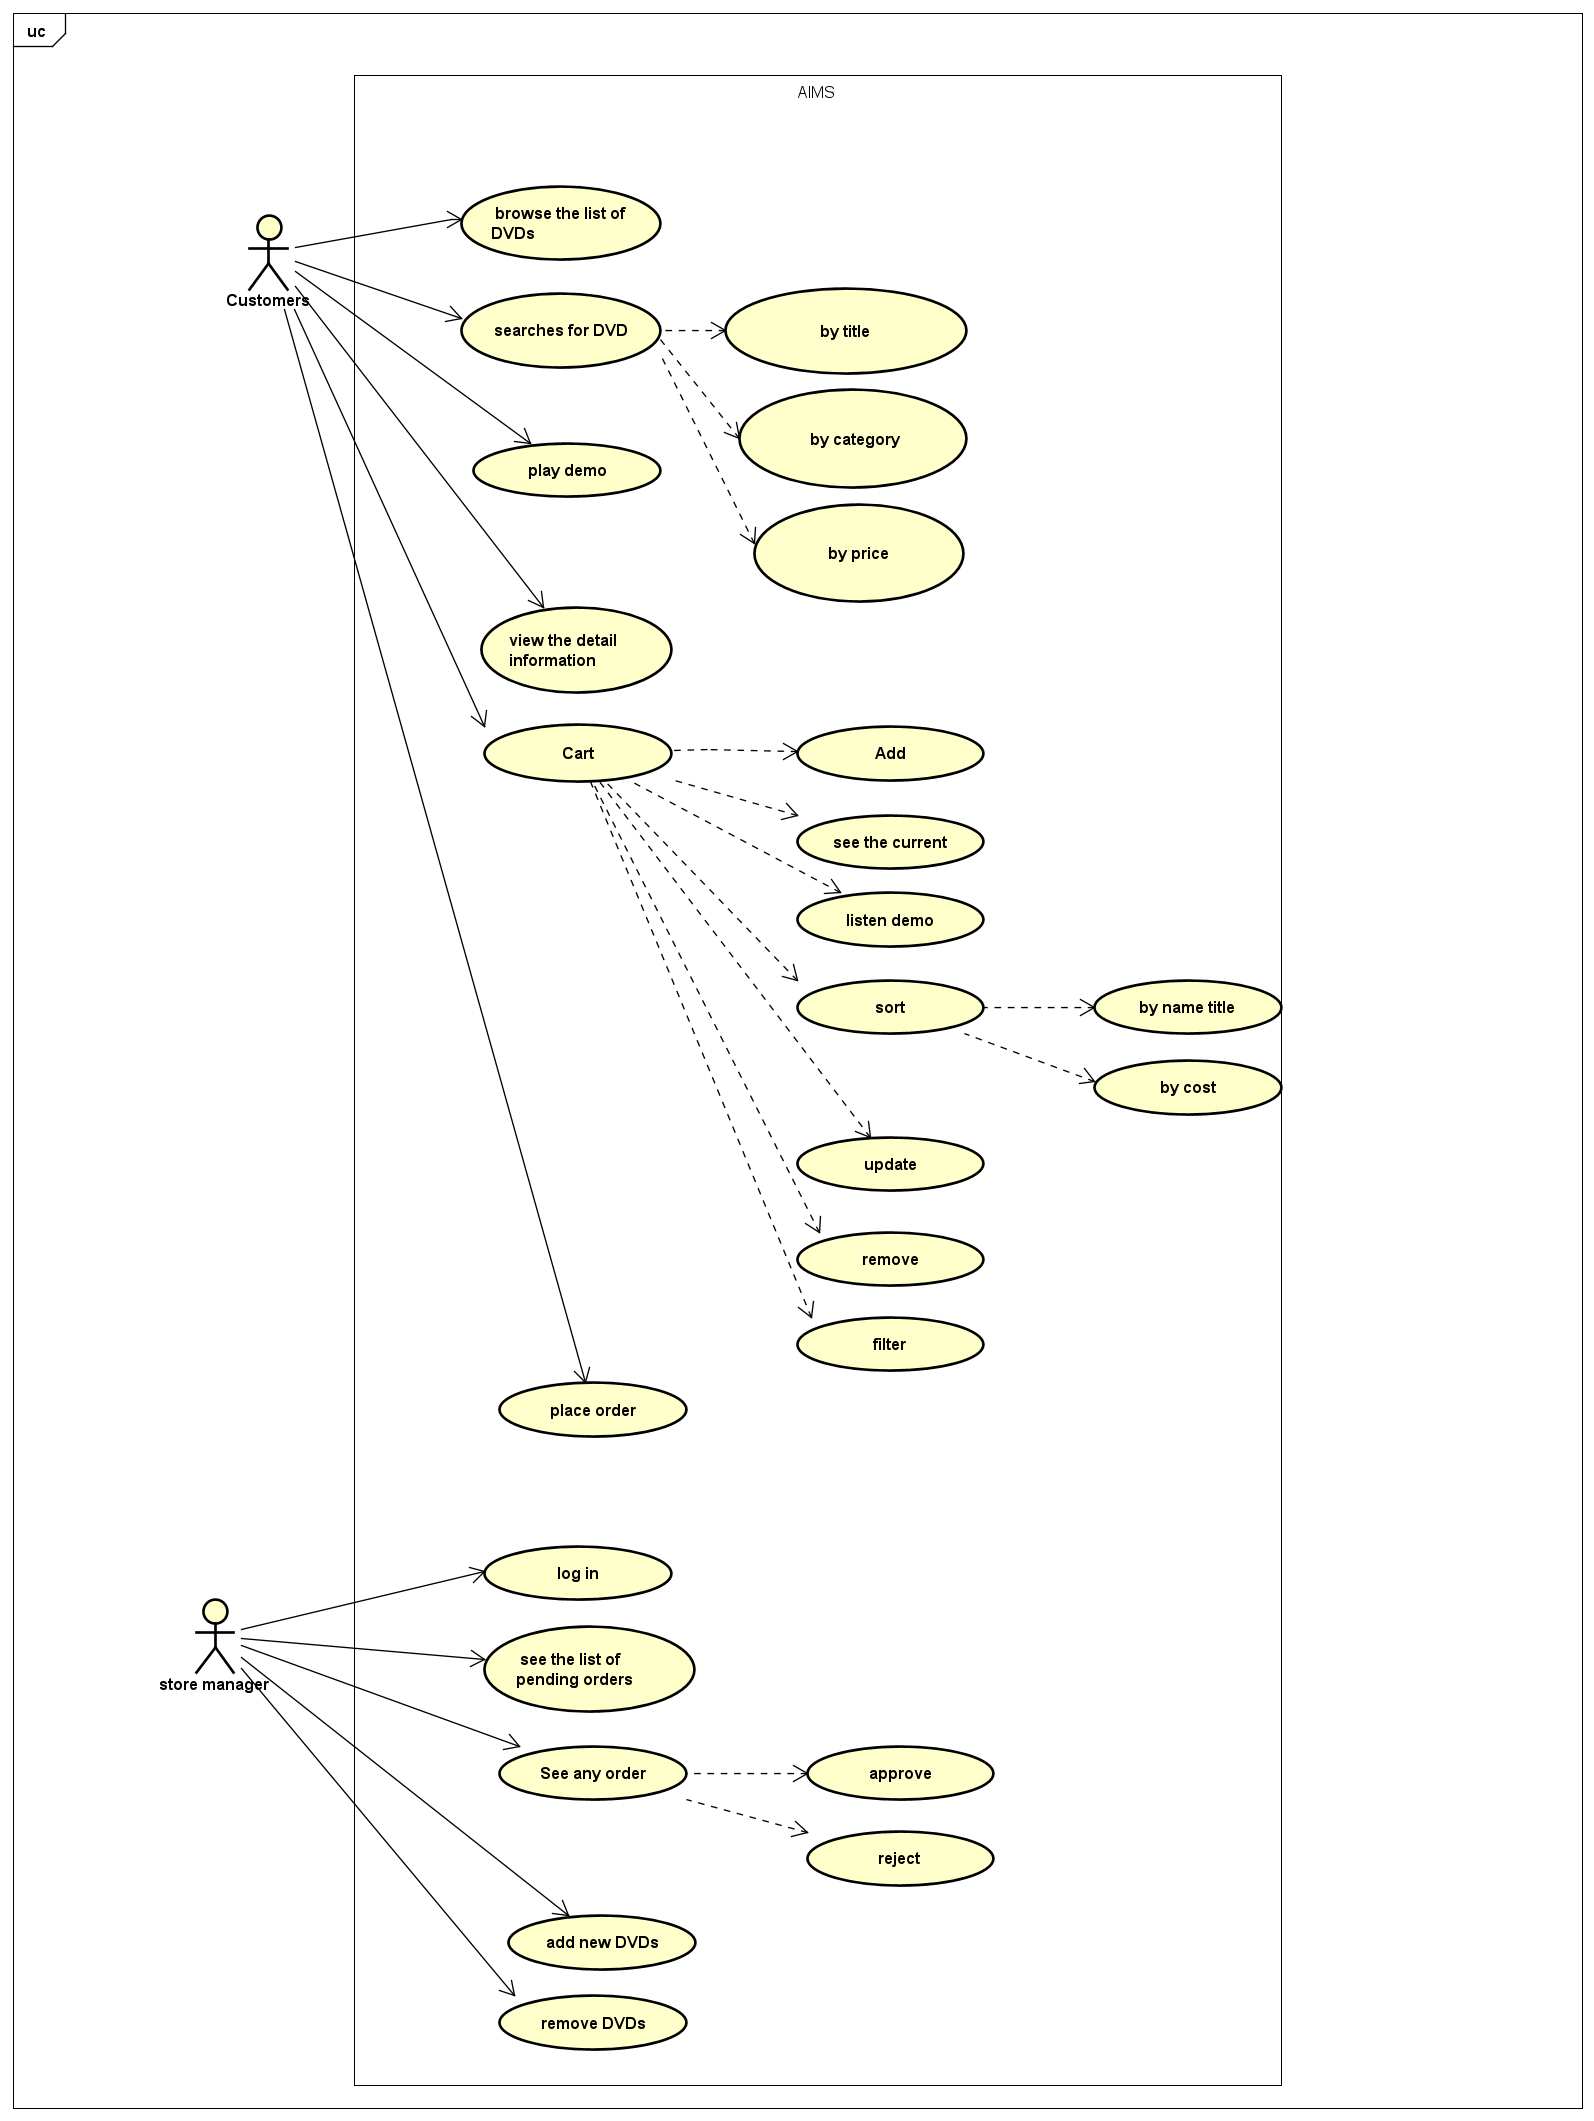 uc
AIMS
browse the list of
DVDs
Customers
searches for DVD
by title
by category
play demo
by price
view the detail
information
Cart
Add
see the current
listen demo
sort
by name title
by cost
update
remove
filter
place order
log in
see the list of
pending orders
store manager
See any order
approve
reject
add new DVDs
remove DVDs